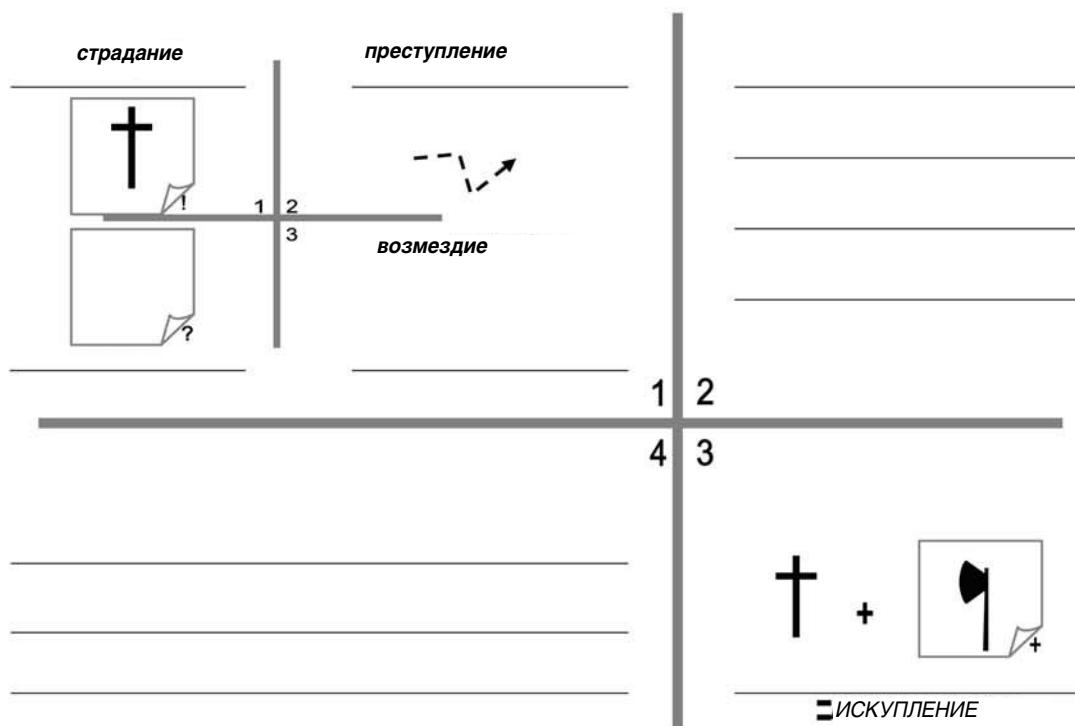 страдание
преступление
!
1 2
3
возмездие
?
1 2
4 3
+
+
= ИСКУПЛЕНИЕ